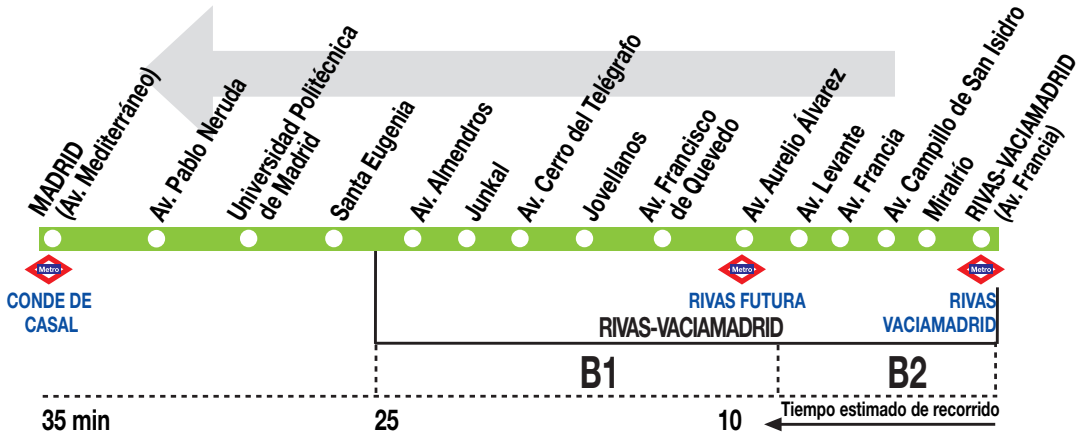 MADRID
(Av. Mediterráneo)
Av. Pablo Neruda
Universidad Politécnica
de Madrid
Santa Eugenia
Av. Almendros
Junkal
Av. Cerro del Telégrafo
Jovellanos
Av. Francisco
de Quevedo
Av. Aurelio Álvarez
Av. Levante
Av. Francia
Av. Campillo de San Isidro
Miralrío
RIVAS-VACIAMADRID
(Av. Francia)
Metro
CONDE DE
CASAL
Metro
RIVAS FUTURA
Metro
RIVAS
VACIAMADRID
RIVAS-VACIAMADRID
B1
B2
35 min
25
10
Tiempo estimado de recorrido